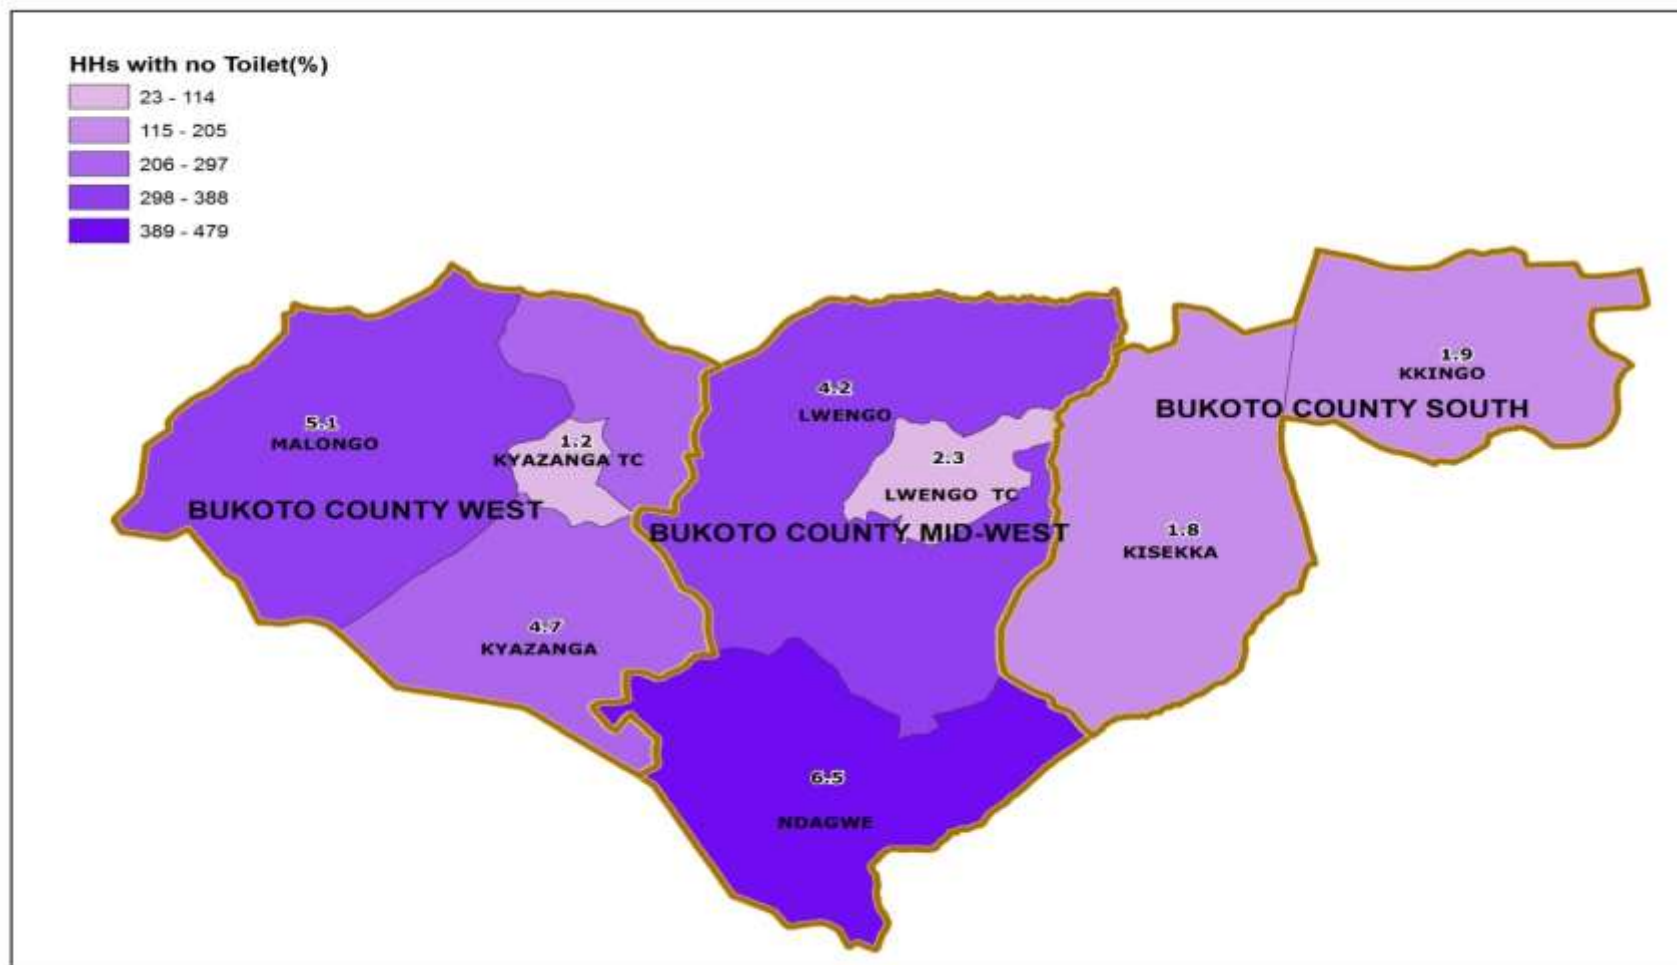 HHs with no Toilet(%)
23 - 114
115 - 205
206 - 297
298 - 388
389 - 479
1.9
KKINGO
4.2
LWENGO
BUKOTO COUNTY SOUTH
5.1
MALONGO
1.2
KYAZANGA TC
2.3
LWENGO TC
BUKOTO COUNTY WEST
BUKOTO COUNTY MID-WEST
1.8
KISEKKA
4.7
KYAZANGA
6.5
NDAGWE